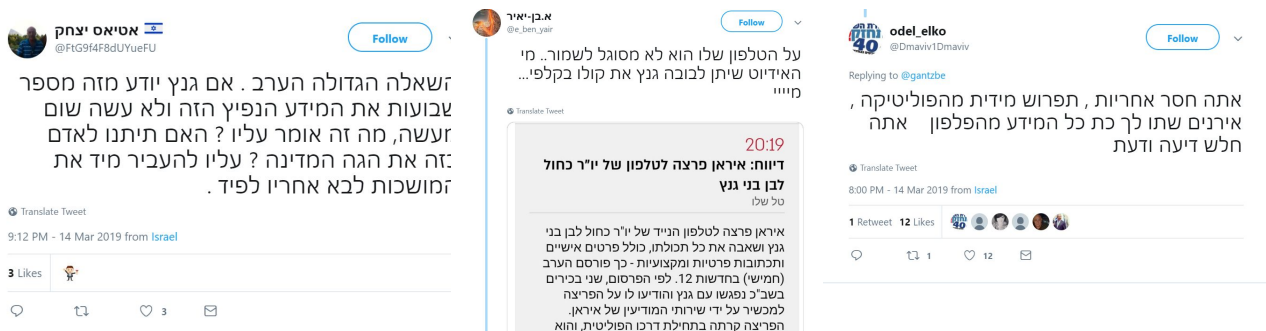 אטיאס יצחק
@FtG9f4F8dUYueFU
Follow
השאלה הגדולה הערב . אם גנץ יודע מזה מספר
שבועות את המידע הנפיץ הזה ולא עשה שום
מעשה, מה זה אומר עליו ? האם תיתנו לאדם
כזה את הגה המדינה ? עליו להעביר מיד את
המושכות לבא אחריו לפיד .
Translate Tweet
9:12 PM - 14 Mar 2019 from Israel
3 Likes
3
א.בן-יאיר
@e_ben_yair
Follow
על הטלפון שלו הוא לא מסוגל לשמור.. מי
האידיוט שיתן לבובה גנץ את קולו בקלפי...
מיייי
Translate Tweet
20:19
דיווח: איראן פרצה לטלפון של יו"ר כחול
לבן בני גנץ
טל שלו
איראן פרצה לטלפון הנייד של יו"ר כחול לבן בני
גנץ ושאבה את כל תכולתו, כולל פרטים אישיים
ותכתובות פרטיות ומקצועיות - כך פורסם הערב
(חמישי) בחדשות 12. לפי הפרסום, שני בכירים
בשב"כ נפגשו עם גנץ והודיעו לו על הפריצה
למכשיר על ידי שירותי המודיעין של איראן.
הפריצה קרתה בתחילת דרכו הפוליטית, והוא
40
odel_elko
@Dmaviv1Dmaviv
Follow
Replying to @gantzbe
אתה חסר אחריות , תפרוש מידית מהפוליטיקה ,
אירנים שתו לך כת כל המידע מהפלפון אתה
חלש דיעה ודעת
Translate Tweet
8:00 PM - 14 Mar 2019 from Israel
1 Retweet 12 Likes
1 12